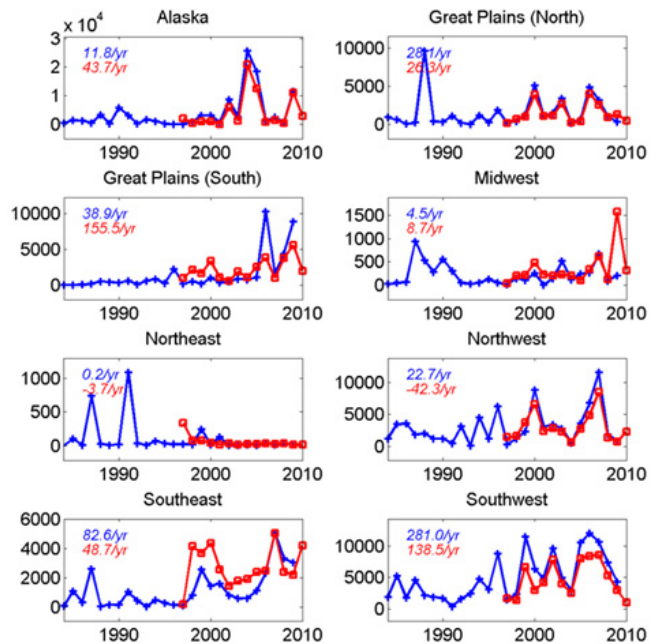 Alaska
3 x 10^4
2
1
0
1990 2000 2010
11.8/yr
43.7/yr
Great Plains (North)
10000
5000
0
1990 2000 2010
28.1/yr
26.3/yr
Great Plains (South)
10000
5000
0
1990 2000 2010
38.9/yr
155.5/yr
Midwest
1500
1000
500
0
1990 2000 2010
4.5/yr
8.7/yr
Northeast
1000
500
0
1990 2000 2010
0.2/yr
-3.7/yr
Northwest
10000
5000
0
1990 2000 2010
22.7/yr
-42.3/yr
Southeast
6000
4000
2000
0
1990 2000 2010
82.6/yr
48.7/yr
Southwest
10000
5000
0
1990 2000 2010
281.0/yr
138.5/yr